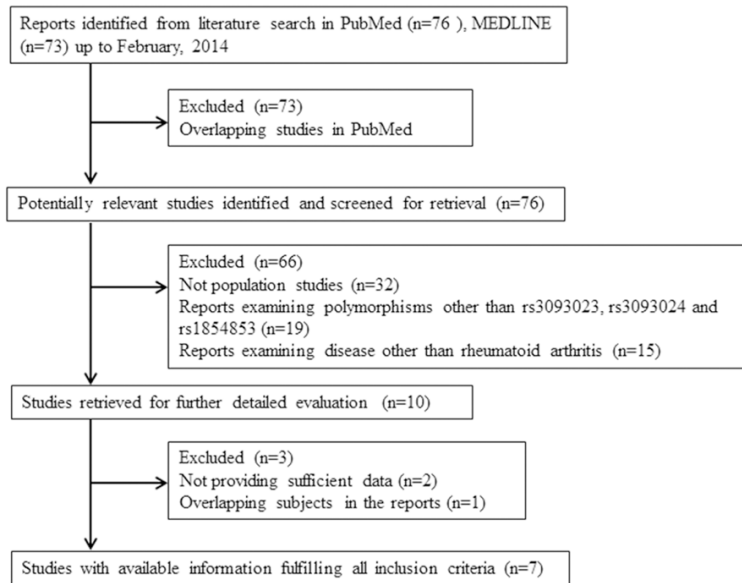 Reports identified from literature search in PubMed (n=76 ), MEDLINE
(n=73) up to February, 2014
Excluded (n=73)
Overlapping studies in PubMed
Potentially relevant studies identified and screened for retrieval (n=76)
Excluded (n=66)
Not population studies (n=32)
Reports examining polymorphisms other than rs3093023, rs3093024 and
rs1854853 (n=19)
Reports examining disease other than rheumatoid arthritis (n=15)
Studies retrieved for further detailed evaluation (n=10)
Excluded (n=3)
Not providing sufficient data (n=2)
Overlapping subjects in the reports (n=1)
Studies with available information fulfilling all inclusion criteria (n=7)